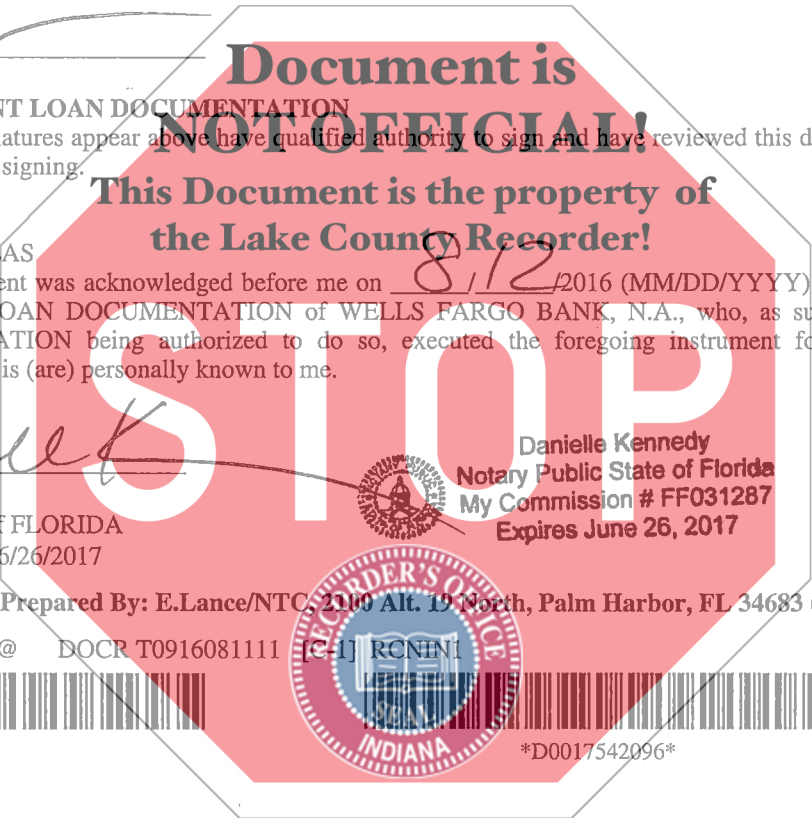 Document is
NT LOAN DOCUMENTATION
NOT OFFICIAL!
atures appear above have qualified authority to sign and have reviewed this d
signing.
This Document is the property of
the Lake County Recorder!
AS
ent was acknowledged before me on 8/12/2016 (MM/DD/YYYY)
OAN DOCUMENTATION of WELLS FARGO BANK, N.A., who, as su
ATION being authorized to do so, executed the foregoing instrument fo
is (are) personally known to me.
STOP
Danielle Kennedy
Notary Public State of Florida
My Commission # FF031287
Expires June 26, 2017
f FLORIDA
6/26/2017
Prepared By: E.Lance/NTC, 2100 Alt. 19 North, Palm Harbor, FL 34683
@ DOCR T0916081111 [C-1] RCNIN1
RECORDER'S OFFICE
SEAL
INDIANA
*D0017542096*